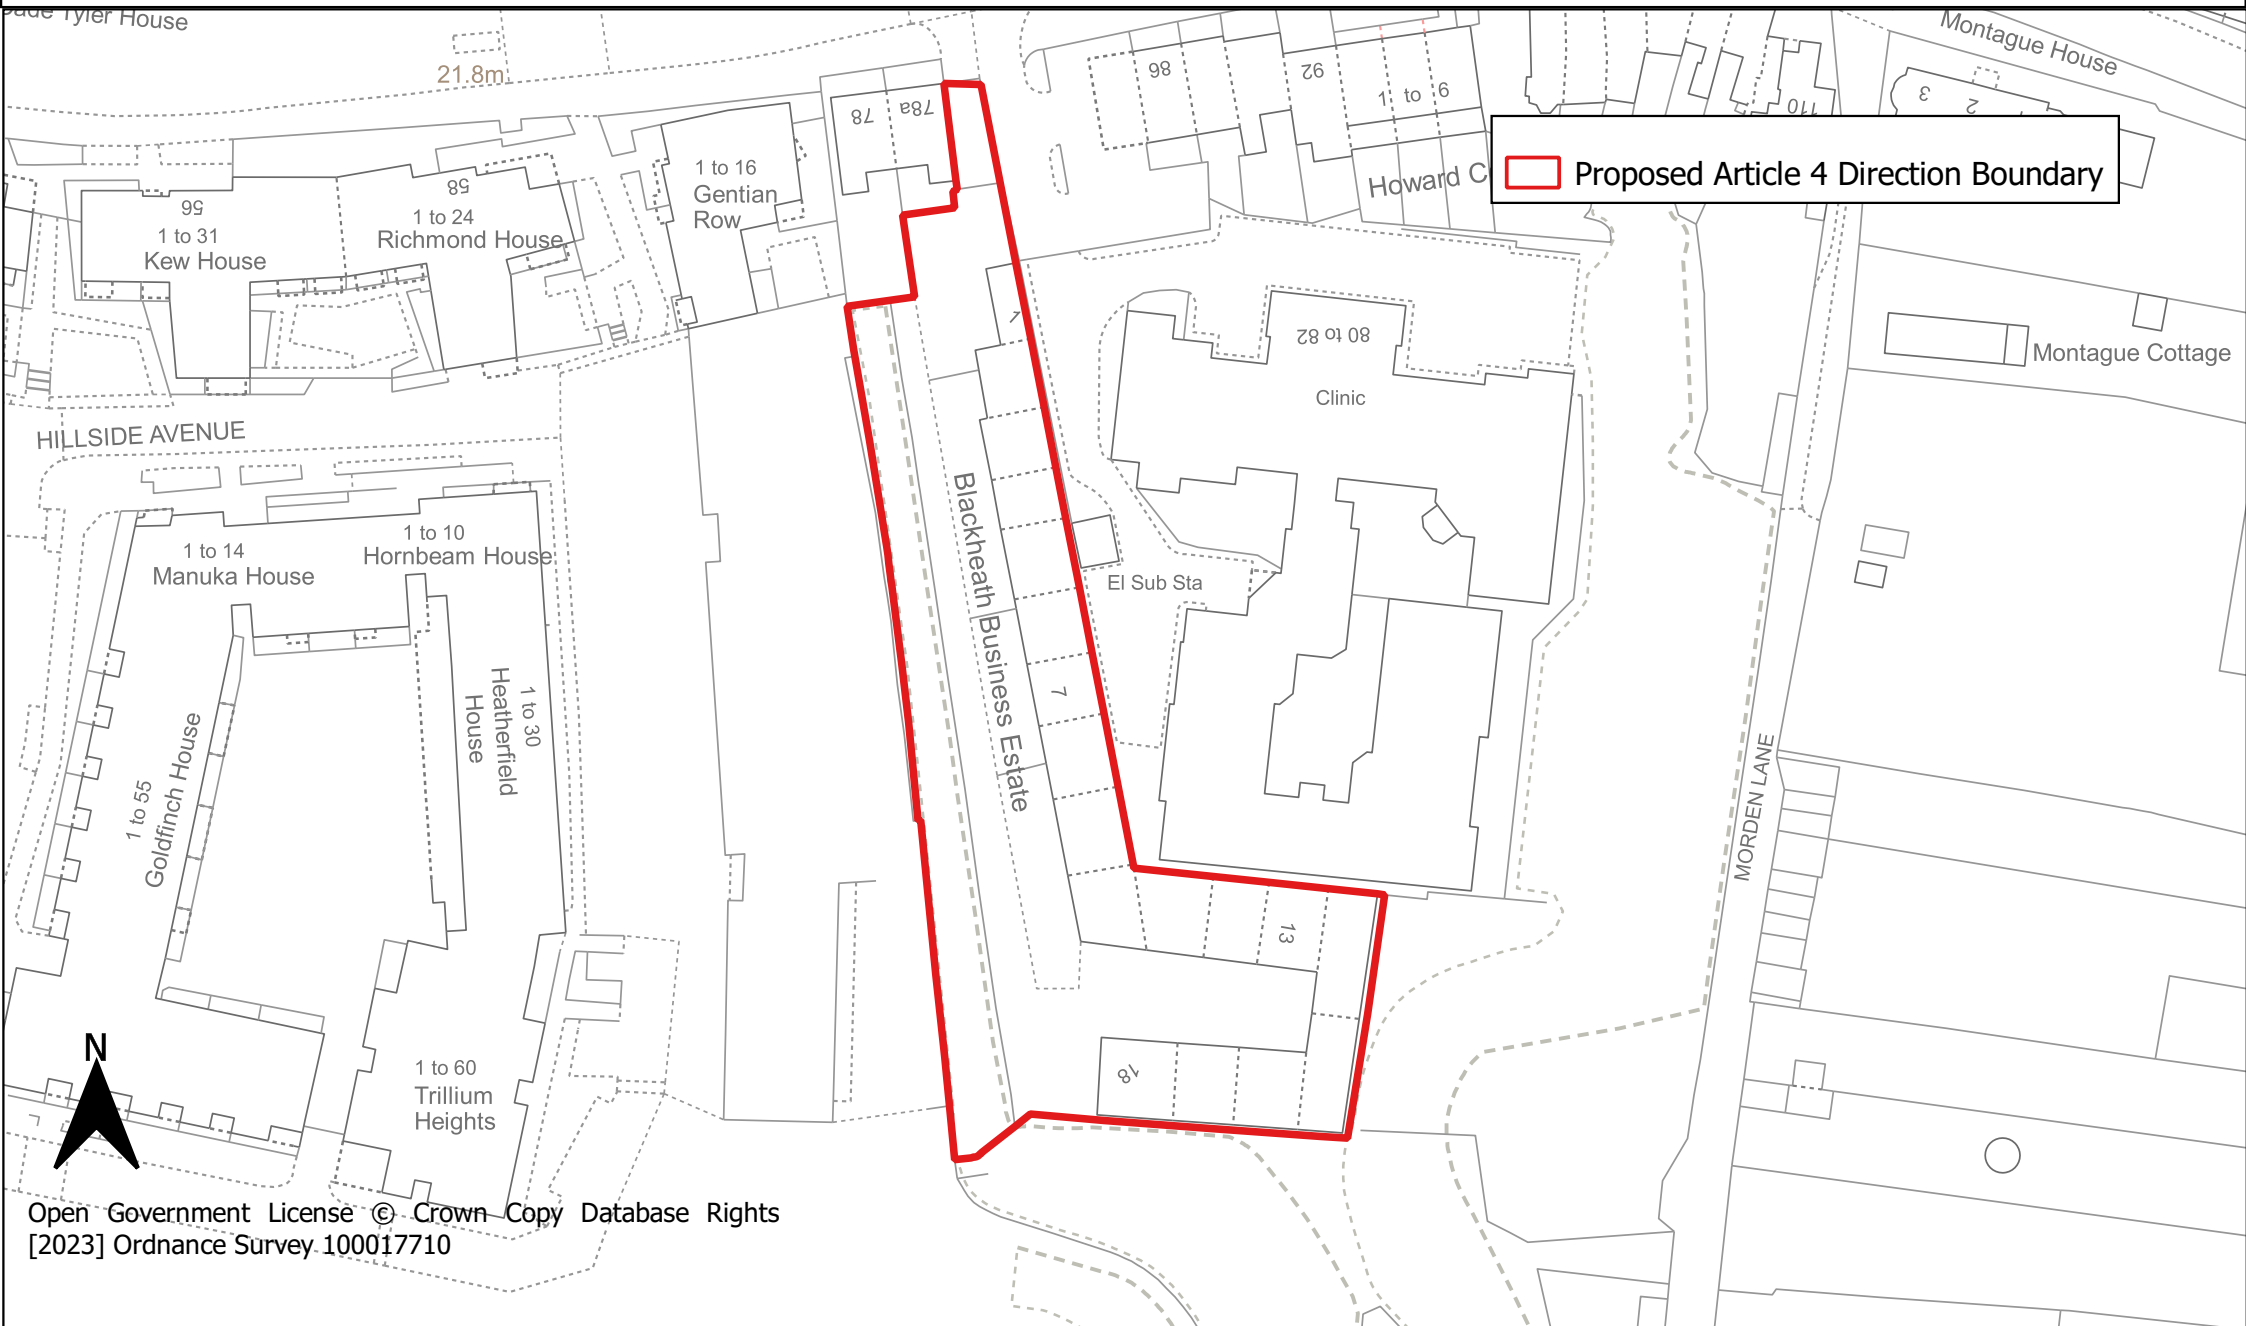 Tyler House
21.8m
Montague House
86
92
1 to 6
110
3
2
78
78a
Proposed Article 4 Direction Boundary
1 to 16
Gentian
Row
Howard C
56
1 to 31
Kew House
58
1 to 24
Richmond House
1
80 to 82
Clinic
Montague Cottage
HILLSIDE AVENUE
1 to 14
Manuka House
1 to 10
Hornbeam House
Blackheath Business Estate
El Sub Sta
1 to 30
Heatherfield
House
7
1 to 55
Goldfinch House
MORDEN LANE
13
18
N
1 to 60
Trillium
Heights
Open Government License © Crown Copy Database Rights
[2023] Ordnance Survey 100017710